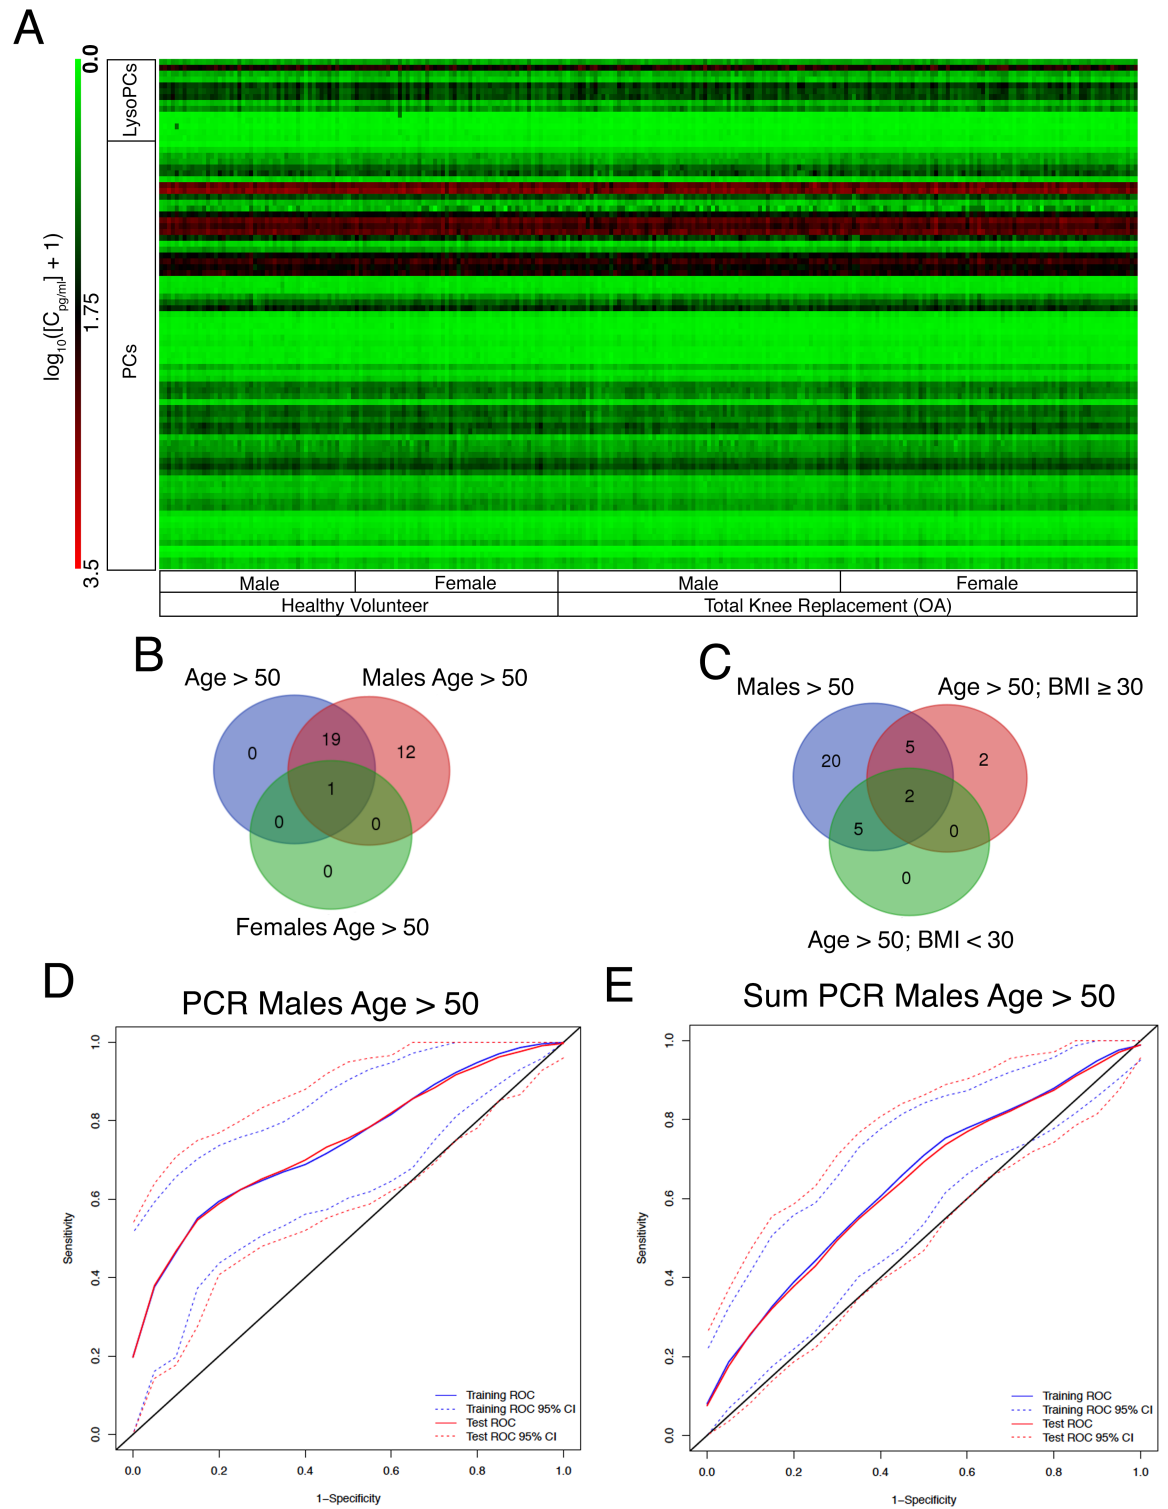 A
0.0
1.75
3.5
log10([Cpg/ml] + 1)
LysoPCs
PCs
Male Female Male Female
Healthy Volunteer Total Knee Replacement (OA)
B
Age > 50 Males Age > 50
0 19 12
1
0 0
0
Females Age > 50
C
Males > 50 Age > 50; BMI ≥ 30
20 5 2
2
5 0
0
Age > 50; BMI < 30
D
PCR Males Age > 50
Sensitivity
1.0
0.8
0.6
0.4
0.2
0.0
Training ROC
Training ROC 95% CI
Test ROC
Test ROC 95% CI
0.0 0.2 0.4 0.6 0.8 1.0
1-Specificity
E
Sum PCR Males Age > 50
Sensitivity
1.0
0.8
0.6
0.4
0.2
0.0
Training ROC
Training ROC 95% CI
Test ROC
Test ROC 95% CI
0.0 0.2 0.4 0.6 0.8 1.0
1-Specificity